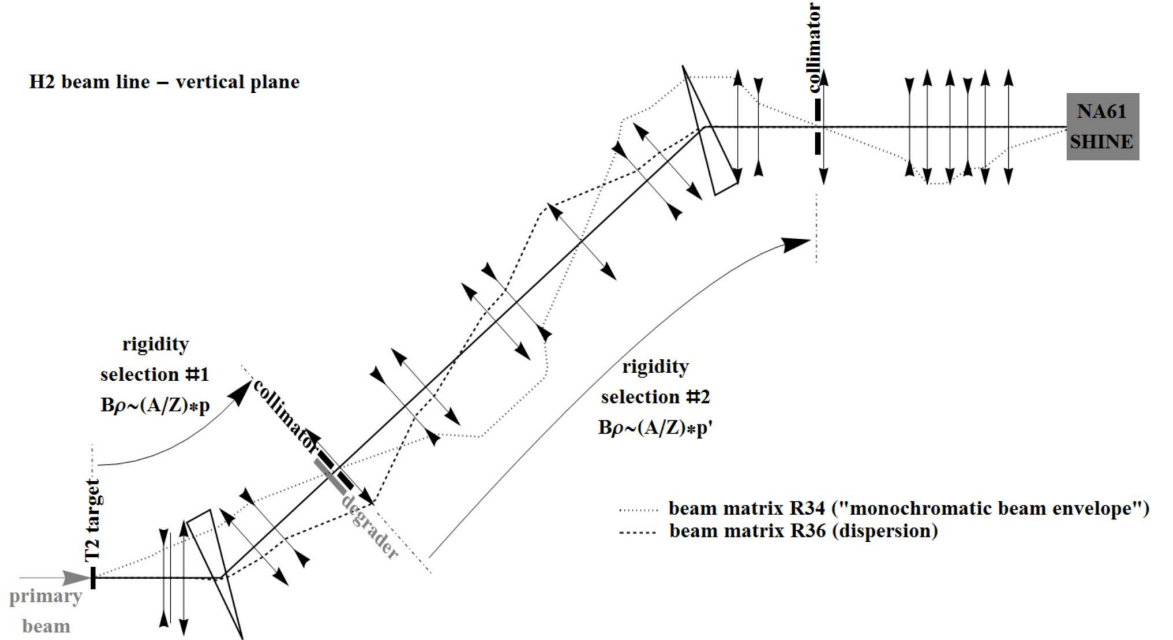 H2 beam line – vertical plane
collimator
NA61
SHINE
rigidity
selection #1
Bρ~(A/Z)*p
collimator
rigidity
selection #2
Bρ~(A/Z)*p'
degrader
T2 target
primary
beam
beam matrix R34 ("monochromatic beam envelope")
beam matrix R36 (dispersion)